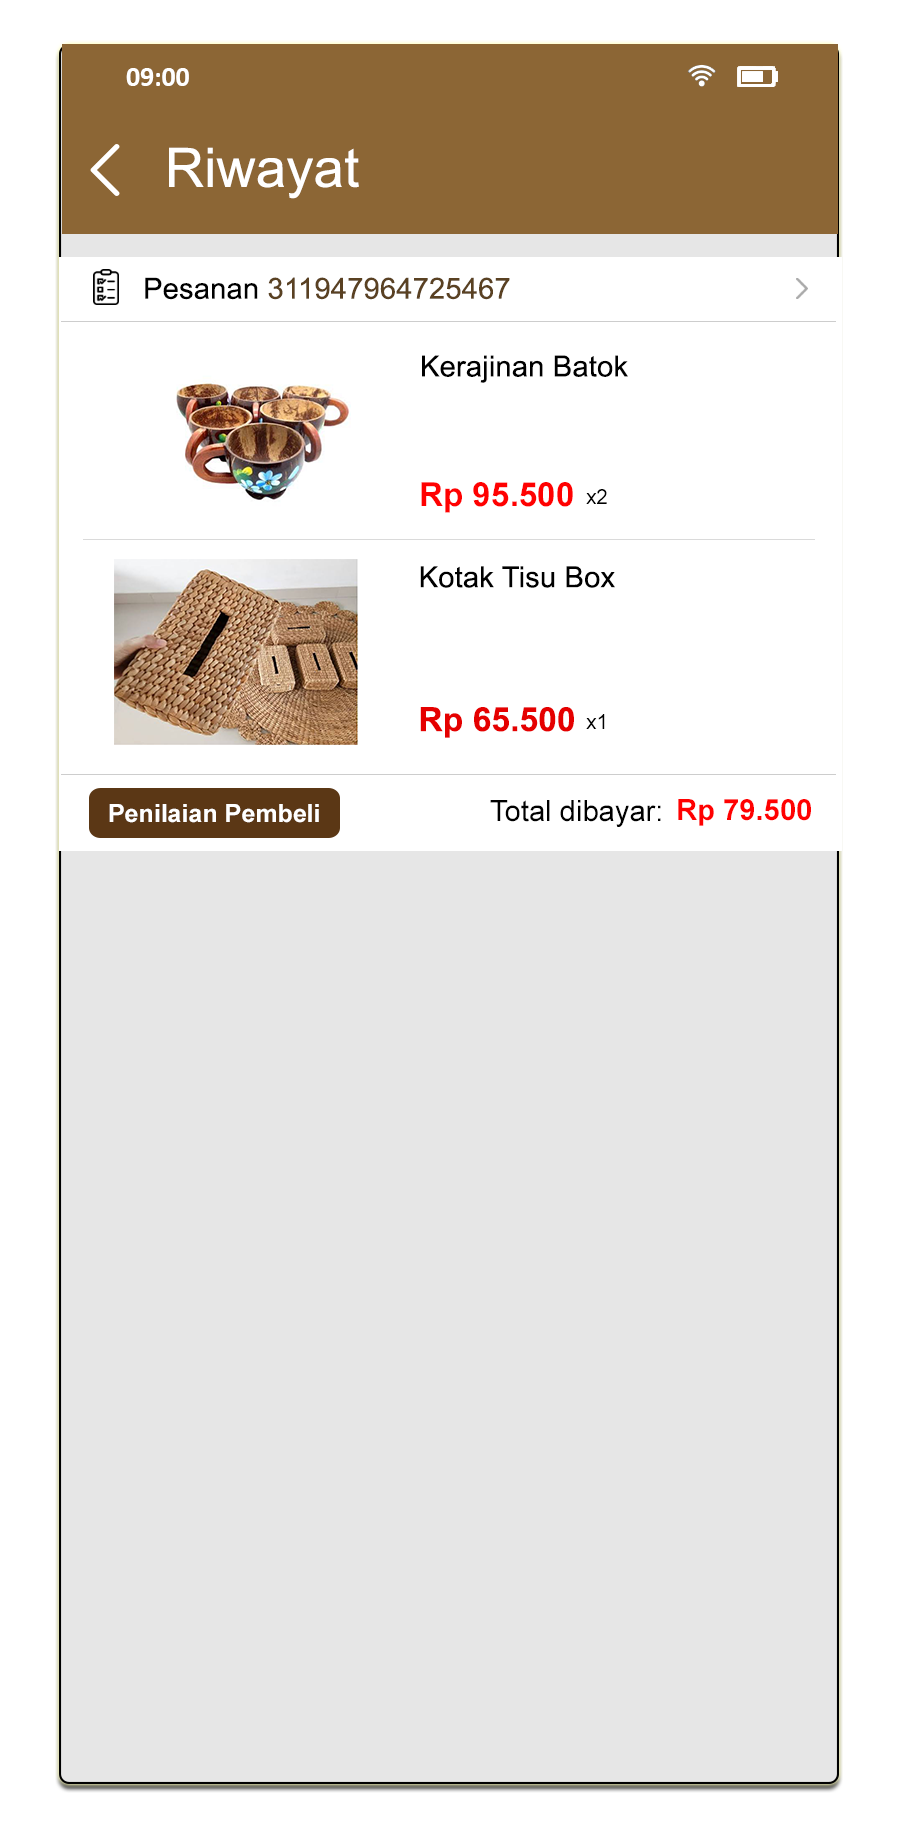 09:00
Riwayat
Pesanan 311947964725467
Kerajinan Batok
Rp 95.500 x2
Kotak Tisu Box
Rp 65.500 x1
Penilaian Pembeli Total dibayar: Rp 79.500